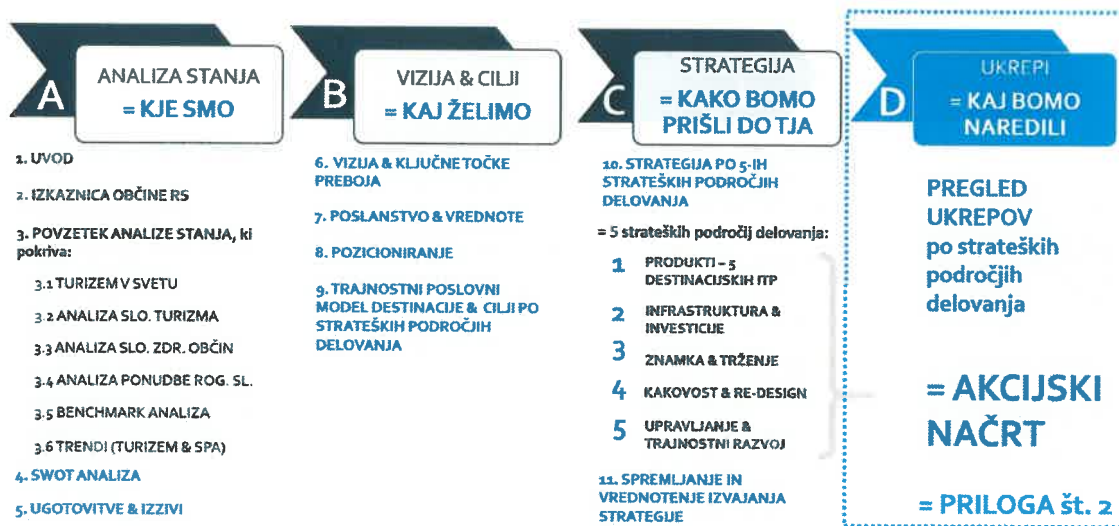 A
ANALIZA STANJA
= KJE SMO
1. UVOD
2. IZKAZNICA OBČINE RS
3. POVZETEK ANALIZE STANJA, ki
pokriva:
3.1 TURIZEM V SVETU
3.2 ANALIZA SLO. TURIZMA
3.3 ANALIZA SLO. ZDR. OBČIN
3.4 ANALIZA PONUDBE ROG. SL.
3.5 BENCHMARK ANALIZA
3.6 TRENDI (TURIZEM & SPA)
4. SWOT ANALIZA
5. UGOTOVITVE & IZZIVI
B
VIZIJA & CILJI
= KAJ ŽELIMO
6. VIZIJA & KLJUČNE TOČKE
PREBOJA
7. POSLANSTVO & VREDNOTE
8. POZICIONIRANJE
9. TRAJNOSTNI POSLOVNI
MODEL DESTINACIJE & CILJI PO
STRATEŠKIH PODROČJIH
DELOVANJA
C
STRATEGIJA
= KAKO BOMO
PRIŠLI DO TJA
10. STRATEGIJA PO 5-IH
STRATEŠKIH PODROČJIH
DELOVANJA
= 5 strateških področij delovanja:
1 PRODUKTI – 5
DESTINACIJSKIH ITP
2 INFRASTRUKTURA &
INVESTICIJE
3 ZNAMKA & TRŽENJE
4 KAKOVOST & RE-DESIGN
5 UPRAVLJANJE &
TRAJNOSTNI RAZVOJ
11. SPREMLJANJE IN
VREDNOTENJE IZVAJANJA
STRATEGIJE
D
UKREPI
= KAJ BOMO
NAREDILI
PREGLED
UKREPOV
po strateških
področjih
delovanja
= AKCIJSKI
NAČRT
= PRILOGA št. 2